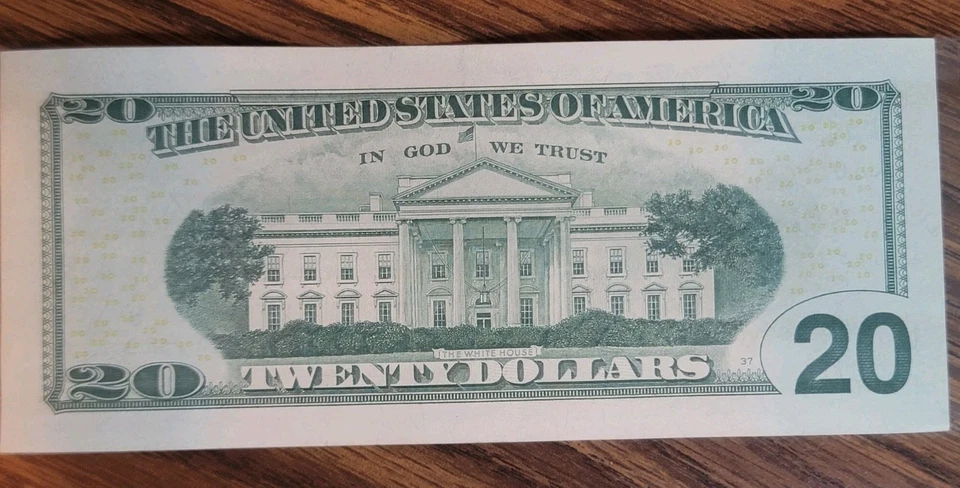 20 20
THE UNITED STATES OF AMERICA
IN GOD WE TRUST
THE WHITE HOUSE
37
20 TWENTY DOLLARS 20